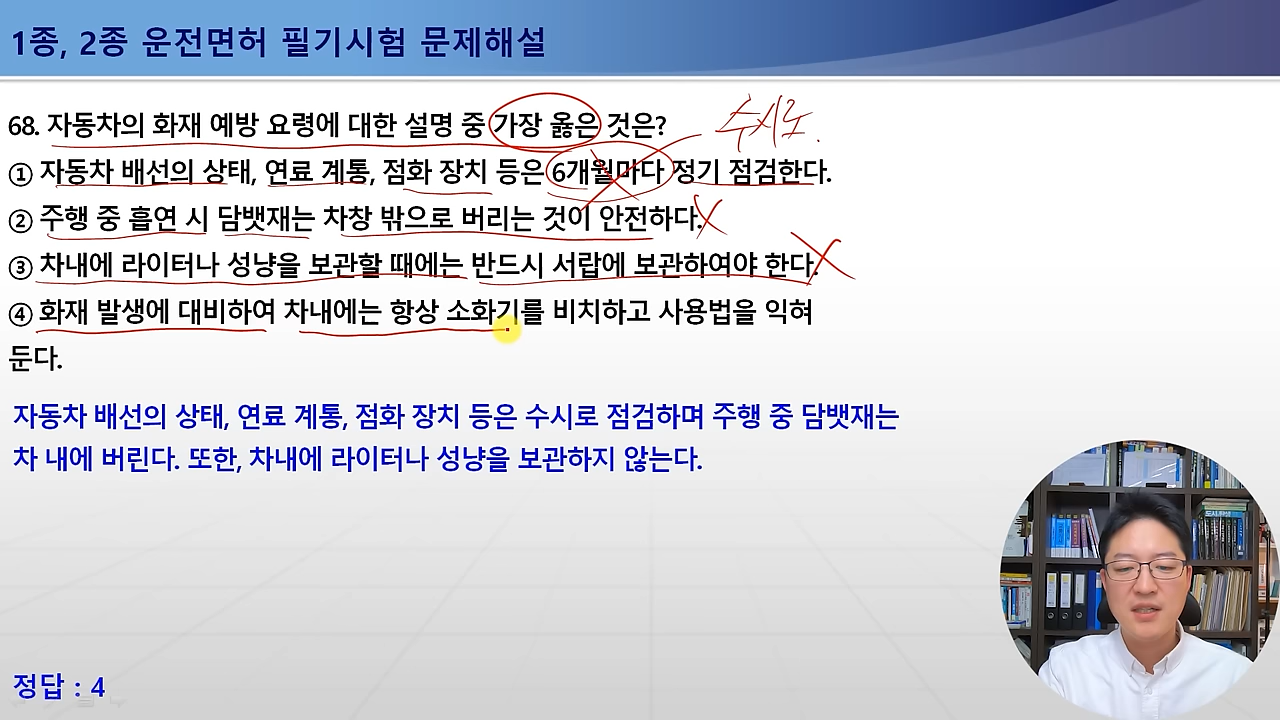 1종, 2종 운전면허 필기시험 문제해설
68. 자동차의 화재 예방 요령에 대한 설명 중 가장 옳은 것은?
수시로.
① 자동차 배선의 상태, 연료 계통, 점화 장치 등은 6개월마다 정기 점검한다.
② 주행 중 흡연 시 담뱃재는 차창 밖으로 버리는 것이 안전하다.
③ 차내에 라이터나 성냥을 보관할 때에는 반드시 서랍에 보관하여야 한다.
④ 화재 발생에 대비하여 차내에는 항상 소화기를 비치하고 사용법을 익혀
둔다.
자동차 배선의 상태, 연료 계통, 점화 장치 등은 수시로 점검하며 주행 중 담뱃재는
차 내에 버린다. 또한, 차내에 라이터나 성냥을 보관하지 않는다.
정답 : 4